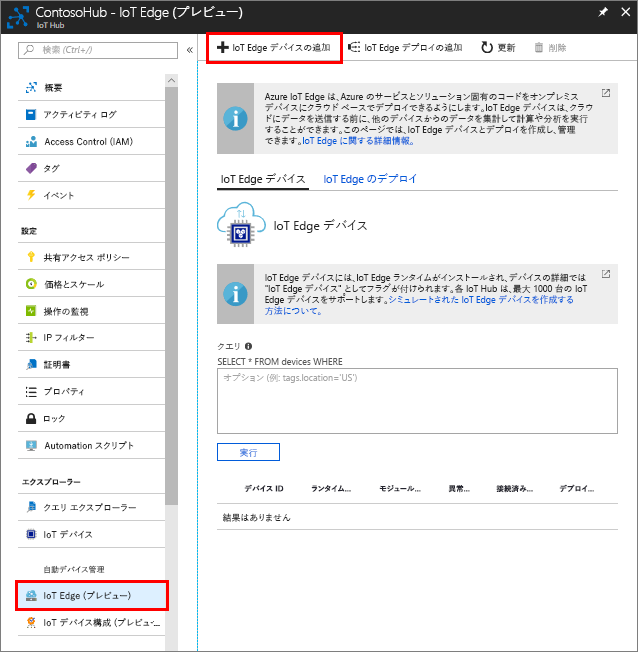 ContosoHub - IoT Edge (プレビュー)
IoT Hub
検索 (Ctrl+/)
概要
アクティビティ ログ
Access Control (IAM)
タグ
イベント
設定
共有アクセス ポリシー
価格とスケール
操作の監視
IP フィルター
証明書
プロパティ
ロック
Automation スクリプト
エクスプローラー
クエリ エクスプローラー
IoT デバイス
自動デバイス管理
IoT Edge (プレビュー)
IoT デバイス構成 (プレビュー...
IoT Edge デバイスの追加
IoT Edge デプロイの追加
更新
削除
Azure IoT Edge は、Azure のサービスとソリューション固有のコードをオンプレミス
デバイスにクラウド ベースでデプロイできるようにします。IoT Edge デバイスは、クラウ
ドにデータを送信する前に、他のデバイスからのデータを集計して計算や分析を実行
することができます。このページでは、IoT Edge デバイスとデプロイを作成し、管理
できます。IoT Edge に関する詳細情報。
IoT Edge デバイス
IoT Edge のデプロイ
IoT Edge デバイス
IoT Edge デバイスには、IoT Edge ランタイムがインストールされ、デバイスの詳細では
"IoT Edge デバイス" としてフラグが付けられます。各 IoT Hub は、最大 1000 台の IoT
Edge デバイスをサポートします。シミュレートされた IoT Edge デバイスを作成する
方法について。
クエリ
SELECT * FROM devices WHERE
オプション (例: tags.location='US')
実行
デバイス ID ランタイム... モジュール... 異常... 接続済み... デプロイ...
結果はありません